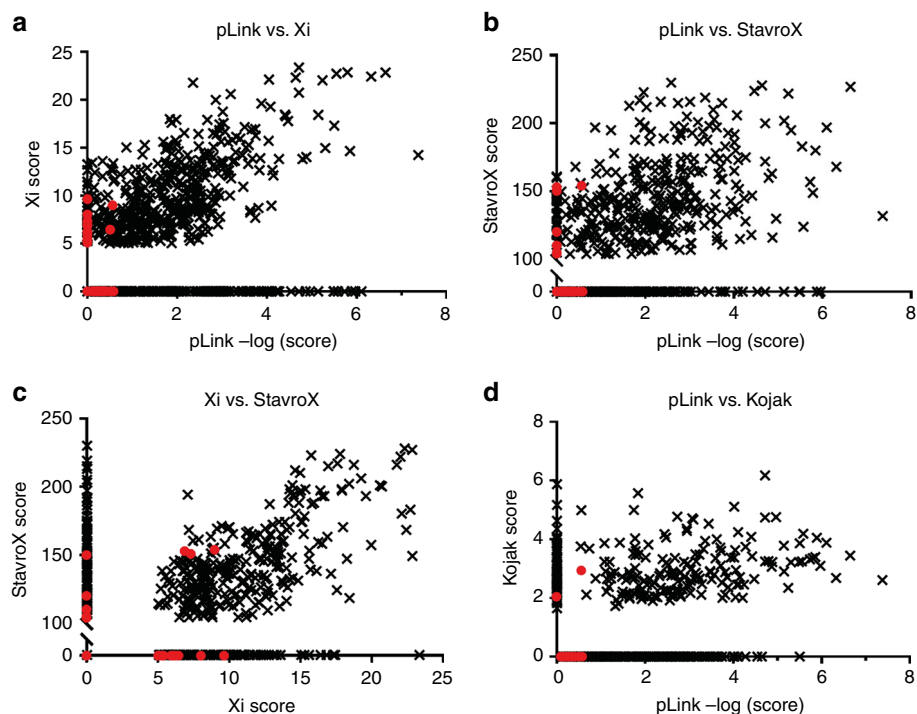 a
pLink vs. Xi
25
20
15
10
5
0
Xi score
0 2 4 6 8
pLink –log (score)
b
pLink vs. StavroX
250
200
150
100
0
StavroX score
0 2 4 6 8
pLink –log (score)
c
Xi vs. StavroX
250
200
150
100
0
StavroX score
0 5 10 15 20 25
Xi score
d
pLink vs. Kojak
8
6
4
2
0
Kojak score
0 2 4 6 8
pLink –log (score)